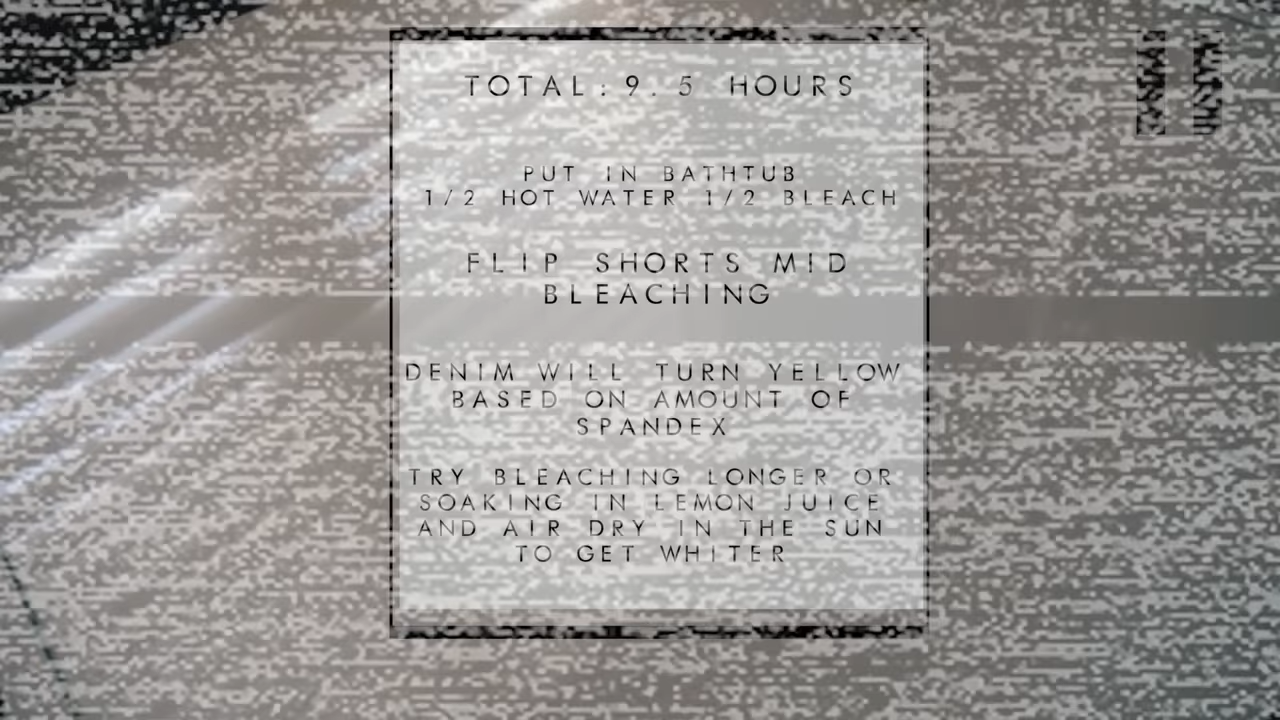 TOTAL: 9.5 HOURS
PUT IN BATHTUB
1/2 HOT WATER 1/2 BLEACH
FLIP SHORTS MID
BLEACHING
DENIM WILL TURN YELLOW
BASED ON AMOUNT OF
SPANDEX
TRY BLEACHING LONGER OR
SOAKING IN LEMON JUICE
AND AIR DRY IN THE SUN
TO GET WHITER